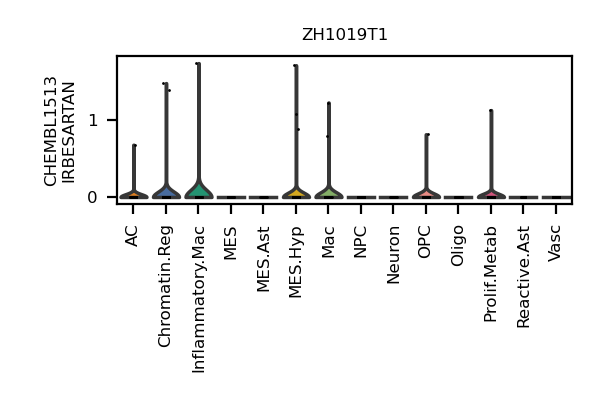 ZH1019T1
CHEMBL1513
IRBESARTAN
1
0
AC
Chromatin.Reg
Inflammatory.Mac
MES
MES.Ast
MES.Hyp
Mac
NPC
Neuron
OPC
Oligo
Prolif.Metab
Reactive.Ast
Vasc